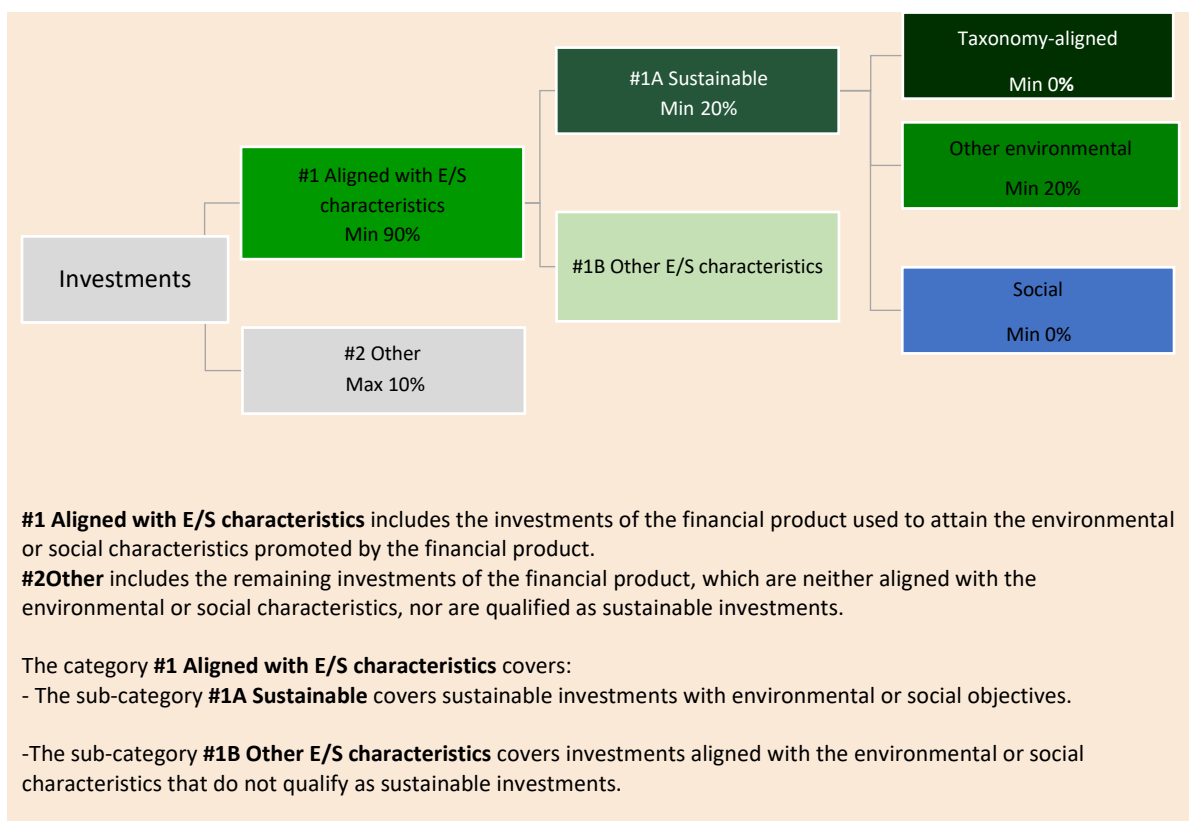 Investments
#1 Aligned with E/S
characteristics
Min 90%
#2 Other
Max 10%
#1A Sustainable
Min 20%
#1B Other E/S characteristics
Taxonomy-aligned
Min 0%
Other environmental
Min 20%
Social
Min 0%
#1 Aligned with E/S characteristics includes the investments of the financial product used to attain the environmental
or social characteristics promoted by the financial product.
#2Other includes the remaining investments of the financial product, which are neither aligned with the
environmental or social characteristics, nor are qualified as sustainable investments.
The category #1 Aligned with E/S characteristics covers:
- The sub-category #1A Sustainable covers sustainable investments with environmental or social objectives.
-The sub-category #1B Other E/S characteristics covers investments aligned with the environmental or social
characteristics that do not qualify as sustainable investments.